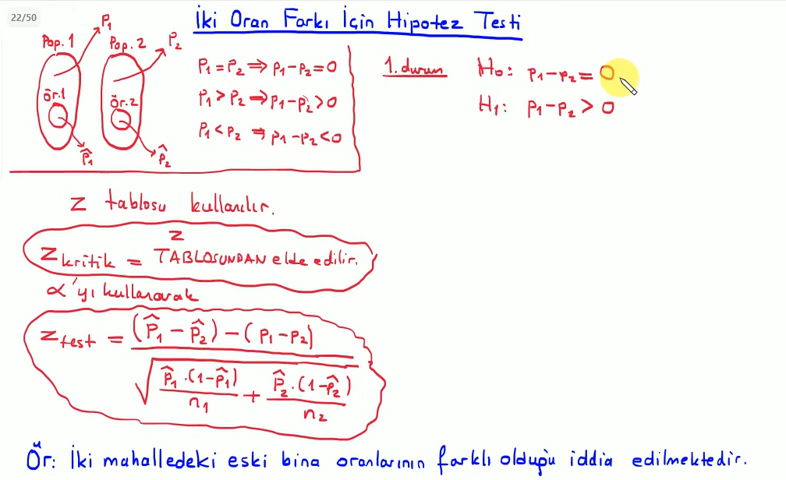 22/50
İki Oran Farkı İçin Hipotez Testi
Pop.1 P₁ Pop.2 P₂
Ör.1 Ör.2
P̂₁ P̂₂
P₁ = P₂ ⇒ P₁-P₂ = 0
P₁ > P₂ ⇒ P₁-P₂ > 0
P₁ < P₂ ⇒ P₁-P₂ < 0
1.durum H₀: P₁-P₂ = 0
H₁: P₁-P₂ > 0
Z tablosu kullanılır.
Z kritik = Z TABLOSUNDAN elde edilir.
α'yı kullanarak
Z test = (P̂₁ - P̂₂) - (P₁-P₂) / √(P̂₁.(1-P̂₁)/n₁ + P̂₂.(1-P̂₂)/n₂)
Ör: İki mahalledeki eski bina oranlarının farklı olduğu iddia edilmektedir.